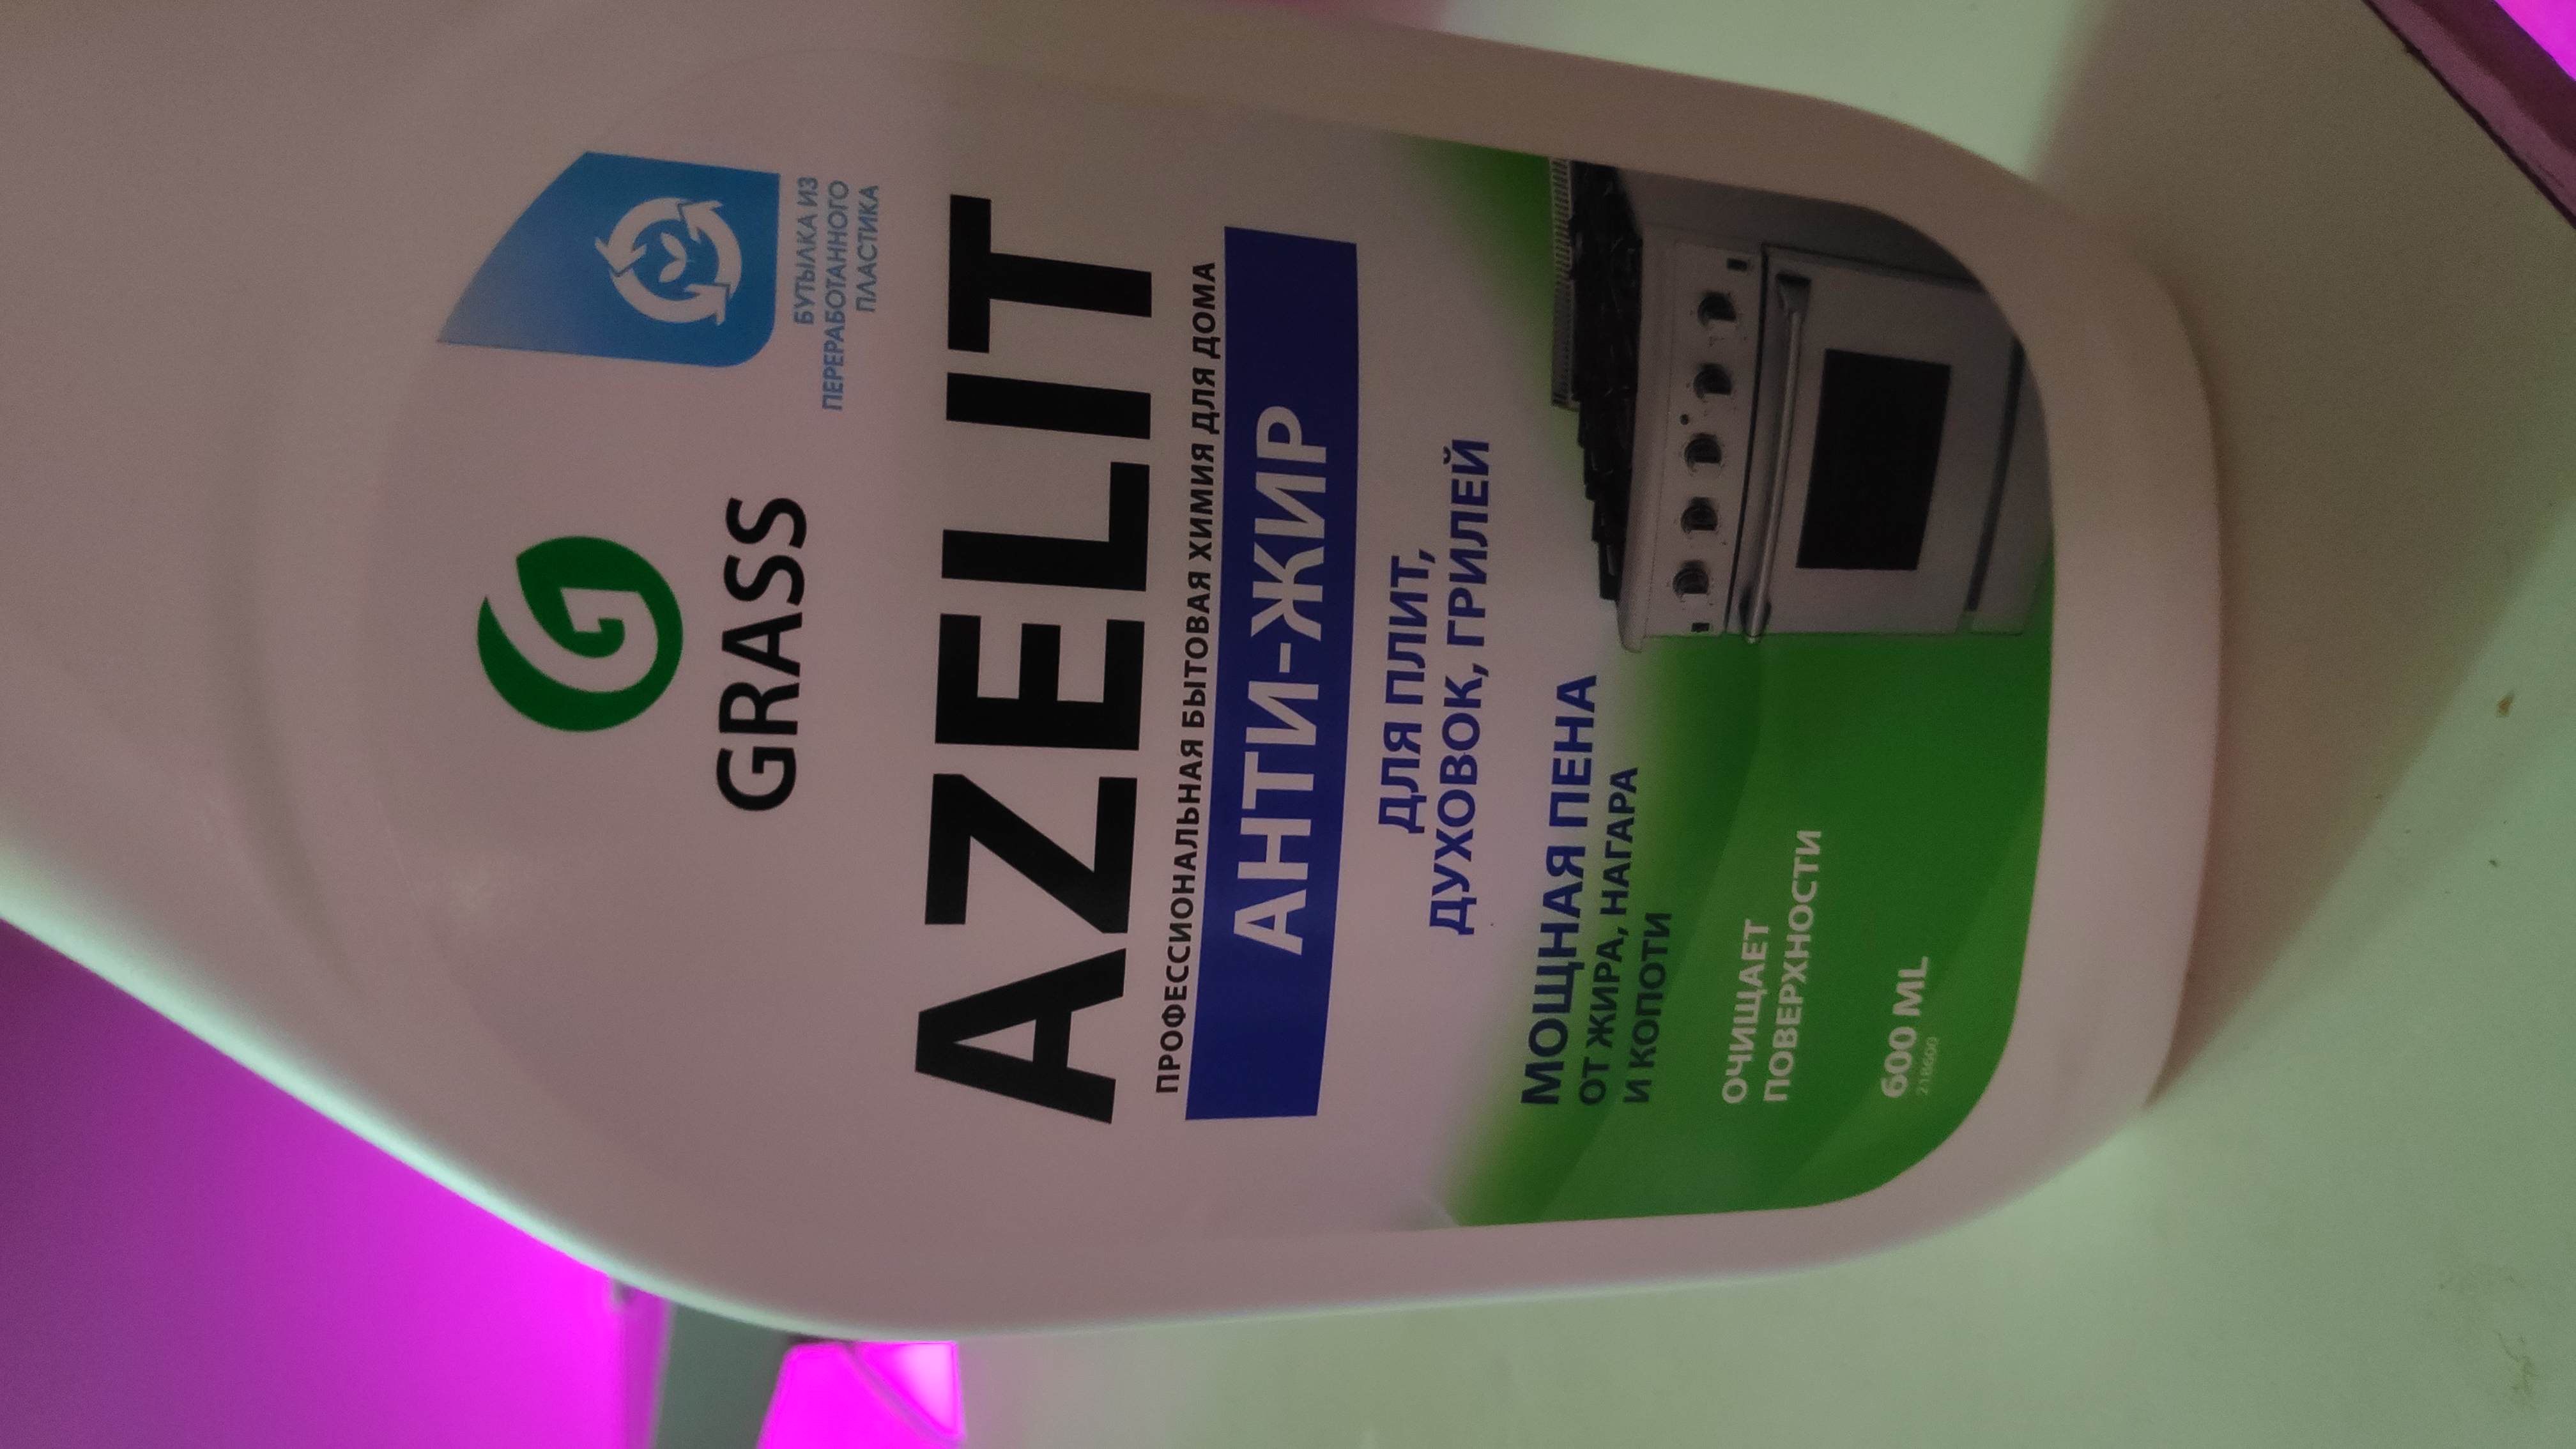 GRASS
БУТЫЛКА ИЗ
ПЕРЕРАБОТАННОГО
ПЛАСТИКА
AZELIT
ПРОФЕССИОНАЛЬНАЯ БЫТОВАЯ ХИМИЯ ДЛЯ ДОМА
АНТИ-ЖИР
ДЛЯ ПЛИТ,
ДУХОВОК, ГРИЛЕЙ
МОЩНАЯ ПЕНА
ОТ ЖИРА, НАГАРА
И КОПОТИ
ОЧИЩАЕТ
ПОВЕРХНОСТИ
600 ML
218600